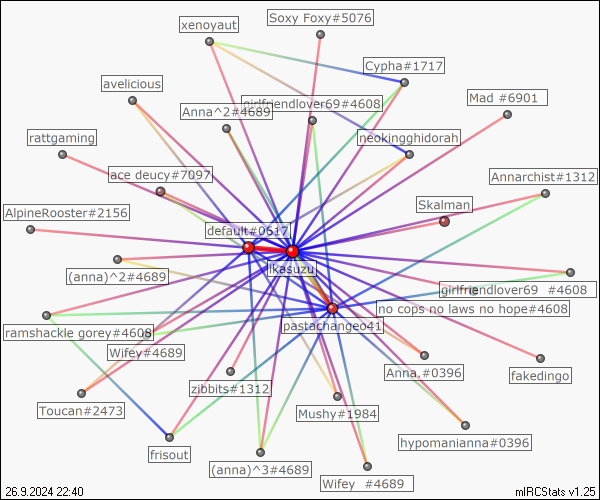 Soxy Foxy#5076
xenoyaut
Cypha#1717
avelicious
girlfriendlover69#4608
Mad #6901
Anna^2#4689
rattgaming
neokingghidorah
ace deucy#7097
Annarchist#1312
Skalman
AlpineRooster#2156
default#0617
(anna)^2#4689
ikasuzu
girlfriendlover69 #4608
no cops no laws no hope#4608
ramshackle gorey#4608
pastachangeo41
Wifey#4689
Anna.#0396
fakedingo
zibbits#1312
Toucan#2473
Mushy#1984
hypomanianna#0396
frisout
(anna)^3#4689
Wifey #4689
26.9.2024 22:40
mIRCStats v1.25